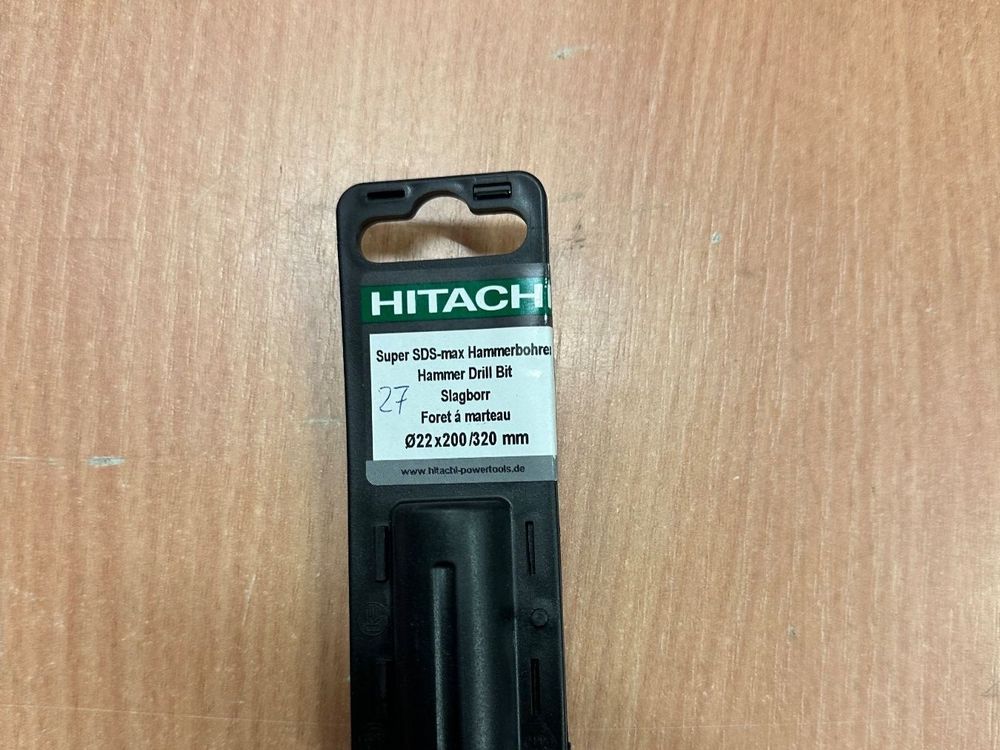 HITACHI
Super SDS-max Hammerbohrer
Hammer Drill Bit
27
Slagborr
Foret á marteau
Ø22x200/320 mm
www.hitachi-powertools.de